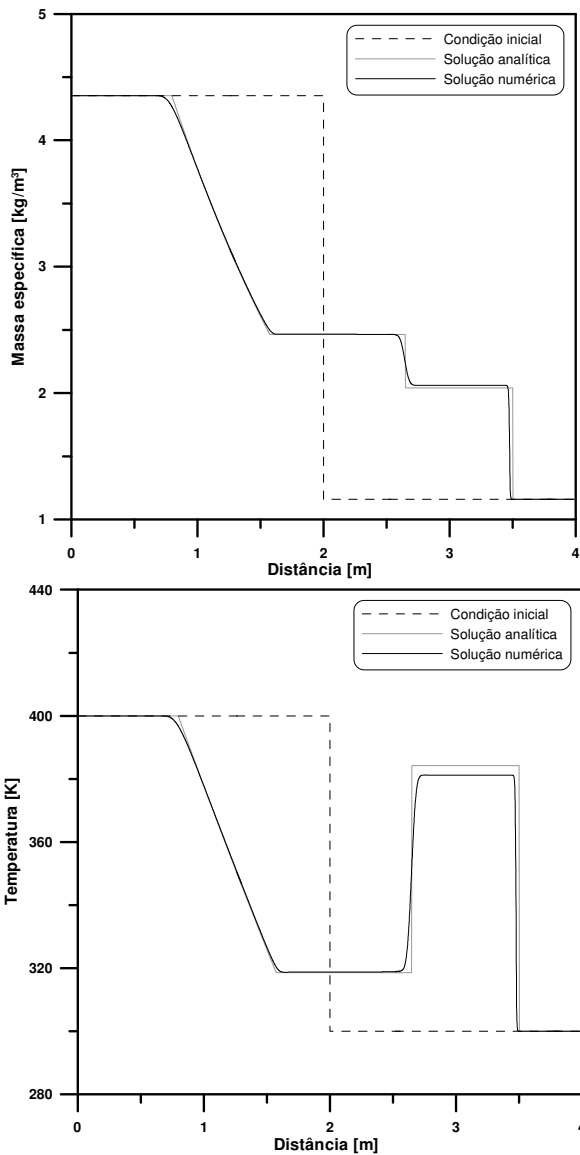 5
4
3
2
1
Massa específica [kg/m³]
Condição inicial
Solução analítica
Solução numérica
0
1
2
3
4
Distância [m]
440
400
360
320
280
Temperatura [K]
Condição inicial
Solução analítica
Solução numérica
0
1
2
3
4
Distância [m]